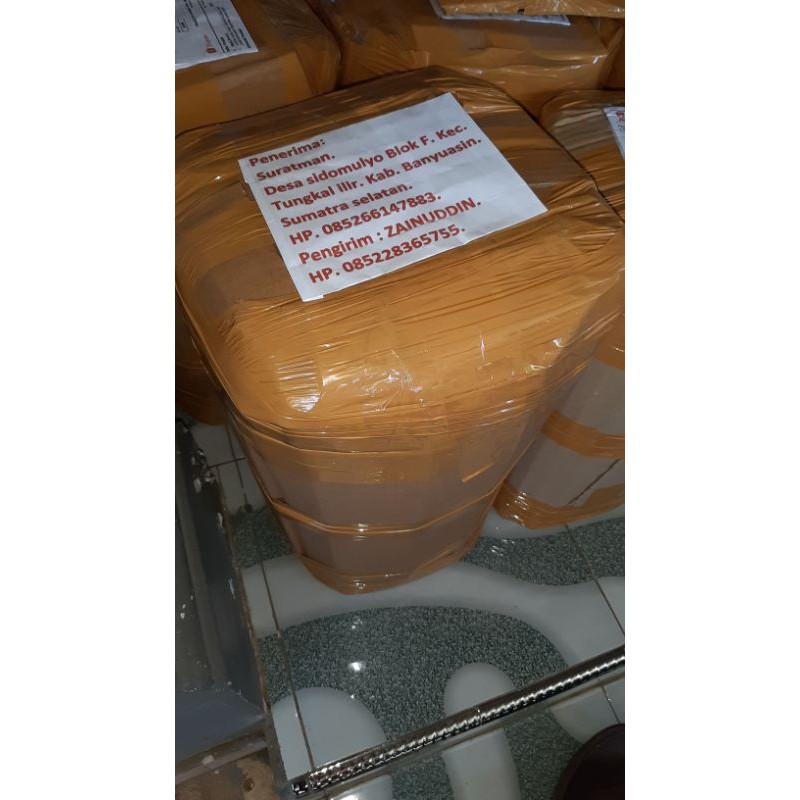 Penerima:
Suratman.
Desa sidomulyo Blok F. Kec.
Tungkal ilir. Kab. Banyuasin.
Sumatra selatan.
HP. 085266147883.
Pengirim : ZAINUDDIN.
HP. 085228365755.